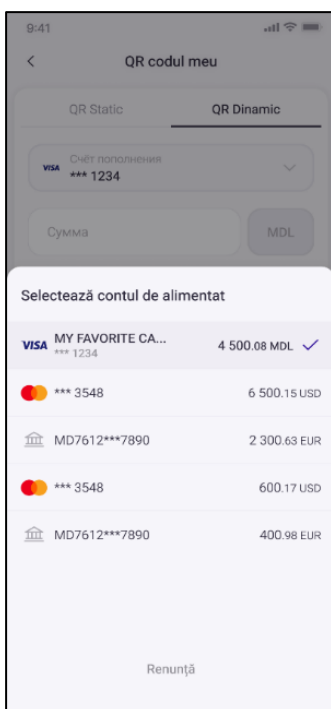 9:41
QR codul meu
QR Static QR Dinamic
Счёт пополнения
VISA *** 1234
Сумма MDL
Selectează contul de alimentat
VISA MY FAVORITE CA... 4 500.08 MDL
*** 1234
*** 3548 6 500.15 USD
MD7612***7890 2 300.63 EUR
*** 3548 600.17 USD
MD7612***7890 400.98 EUR
Renunță